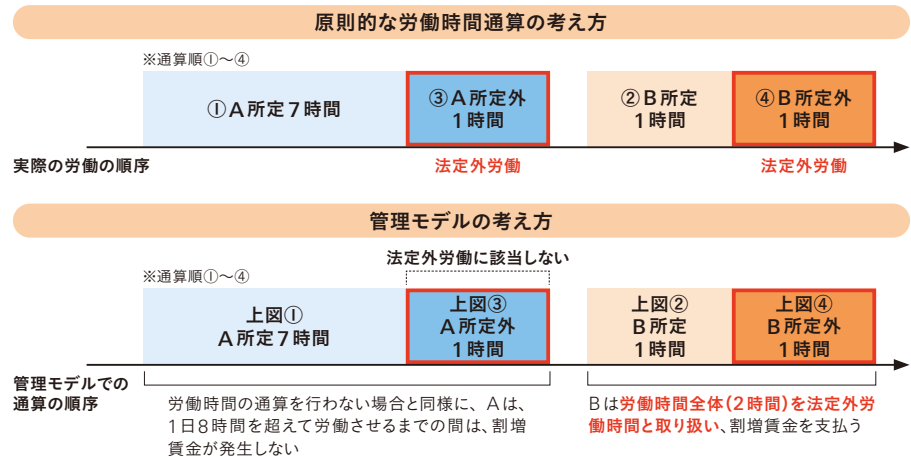 原則的な労働時間通算の考え方
※通算順①～④
①A所定7時間
③A所定外
1時間
②B所定
1時間
④B所定外
1時間
実際の労働の順序
法定外労働
法定外労働
管理モデルの考え方
法定外労働に該当しない
※通算順①～④
上図①
A所定7時間
上図③
A所定外
1時間
上図②
B所定
1時間
上図④
B所定外
1時間
管理モデルでの
通算の順序
労働時間の通算を行わない場合と同様に、Aは、
1日8時間を超えて労働させるまでの間は、割増
賃金が発生しない
Bは労働時間全体(2時間)を法定外労
働時間と取り扱い、割増賃金を支払う